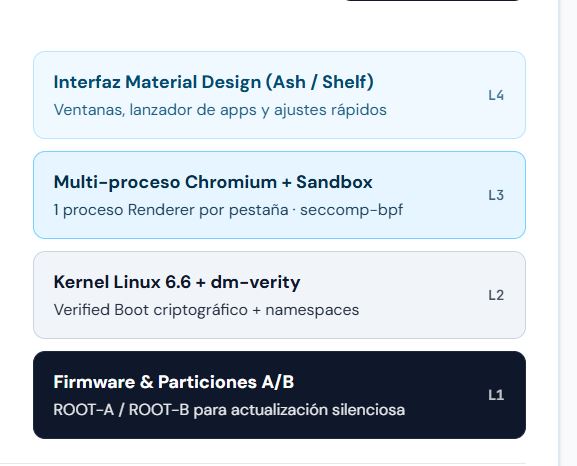 Interfaz Material Design (Ash / Shelf)
Ventanas, lanzador de apps y ajustes rápidos
L4
Multi-proceso Chromium + Sandbox
1 proceso Renderer por pestaña · seccomp-bpf
L3
Kernel Linux 6.6 + dm-verity
Verified Boot criptográfico + namespaces
L2
Firmware & Particiones A/B
ROOT-A / ROOT-B para actualización silenciosa
L1